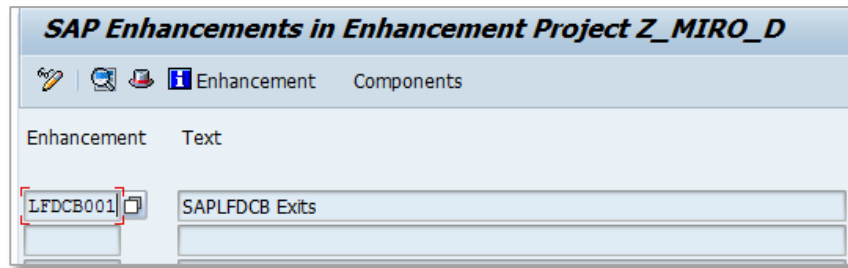 SAP Enhancements in Enhancement Project Z_MIRO_D
Enhancement Components
Enhancement Text
LFDCB001 SAPLFDCB Exits